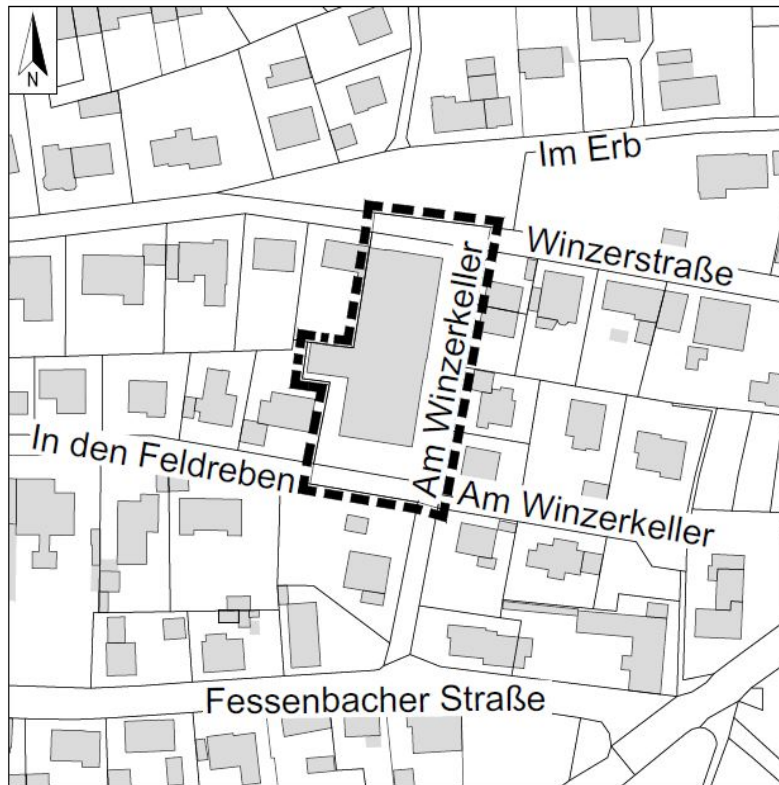 N
Im Erb
Winzerstraße
Am Winzerkeller
In den Feldreben
Am Winzerkeller
Fessenbacher Straße